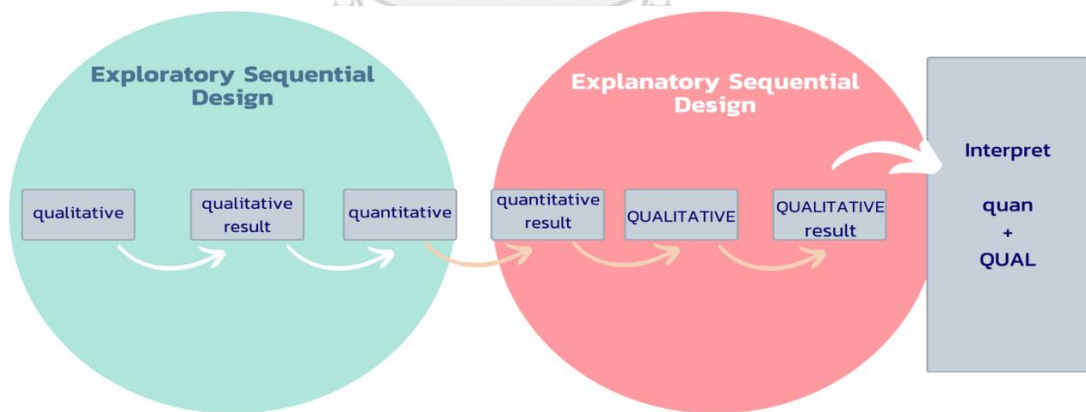 Exploratory Sequential
Design
Explanatory Sequential
Design
qualitative
qualitative
result
quantitative
quantitative
result
QUALITATIVE
QUALITATIVE
result
Interpret
quan
+
QUAL